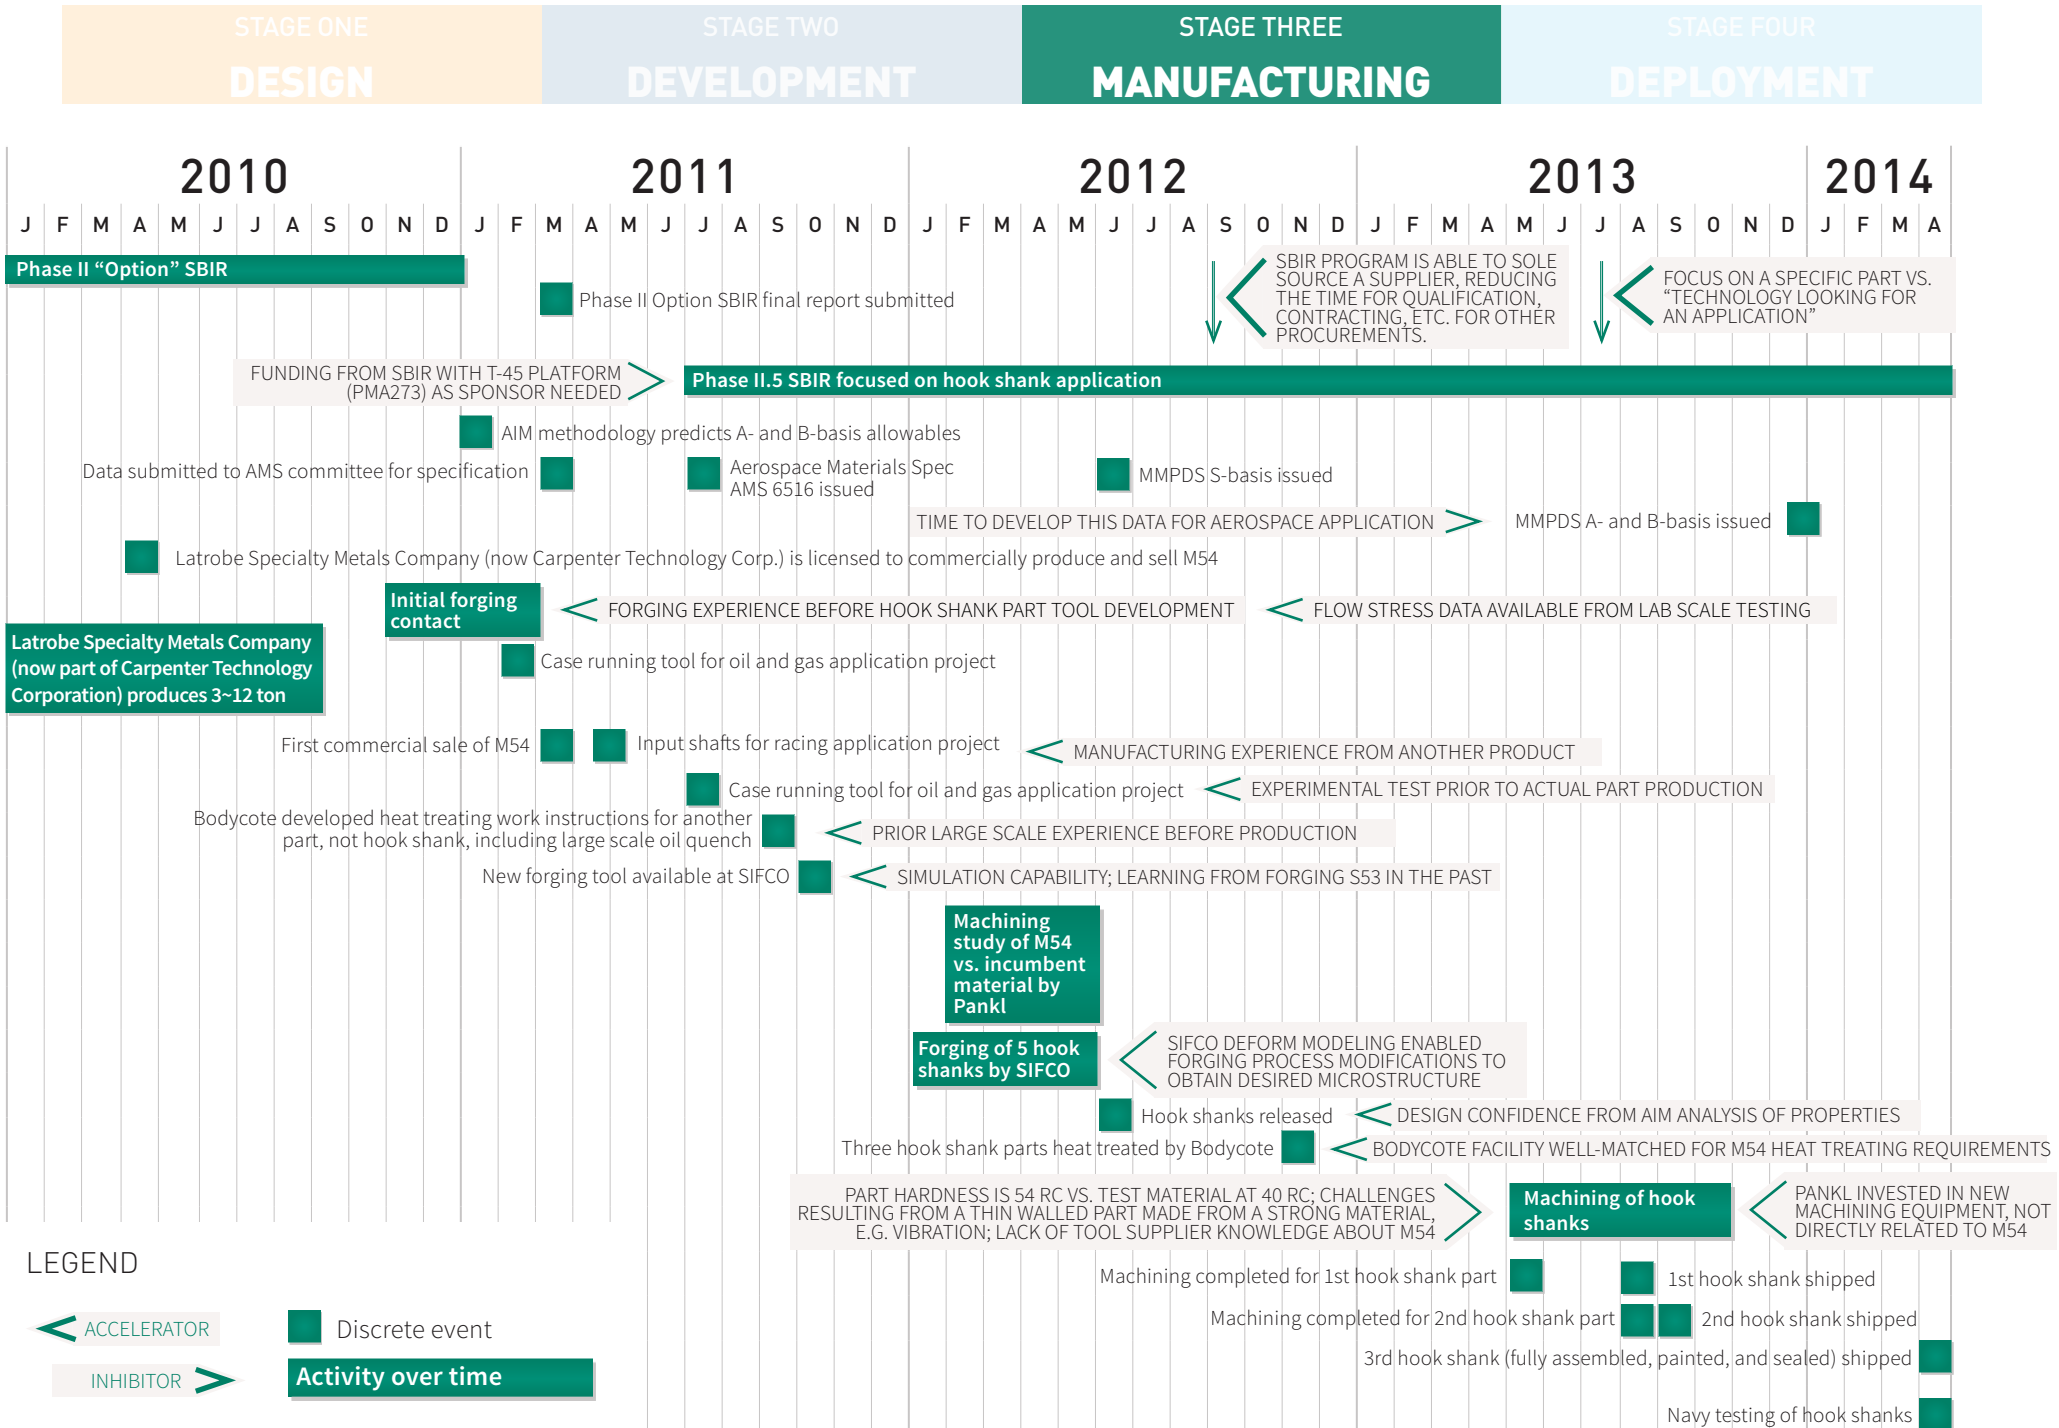 STAGE ONE
DESIGN
STAGE TWO
DEVELOPMENT
STAGE THREE
MANUFACTURING
STAGE FOUR
DEPLOYMENT
2010
2011
2012
2013
2014
J F M A M J J A S O N D J F M A M J J A S O N D J F M A M J J A S O N D J F M A M J J A S O N D J F M A
Phase II “Option” SBIR
Phase II Option SBIR final report submitted
SBIR PROGRAM IS ABLE TO SOLE
SOURCE A SUPPLIER, REDUCING
THE TIME FOR QUALIFICATION,
CONTRACTING, ETC. FOR OTHER
PROCUREMENTS.
FOCUS ON A SPECIFIC PART VS.
“TECHNOLOGY LOOKING FOR
AN APPLICATION”
FUNDING FROM SBIR WITH T-45 PLATFORM
(PMA273) AS SPONSOR NEEDED
Phase II.5 SBIR focused on hook shank application
AIM methodology predicts A- and B-basis allowables
Data submitted to AMS committee for specification
Aerospace Materials Spec
AMS 6516 issued
MMPDS S-basis issued
TIME TO DEVELOP THIS DATA FOR AEROSPACE APPLICATION
MMPDS A- and B-basis issued
Latrobe Specialty Metals Company (now Carpenter Technology Corp.) is licensed to commercially produce and sell M54
Initial forging
contact
FORGING EXPERIENCE BEFORE HOOK SHANK PART TOOL DEVELOPMENT
FLOW STRESS DATA AVAILABLE FROM LAB SCALE TESTING
Latrobe Specialty Metals Company
(now part of Carpenter Technology
Corporation) produces 3~12 ton
Case running tool for oil and gas application project
First commercial sale of M54
Input shafts for racing application project
MANUFACTURING EXPERIENCE FROM ANOTHER PRODUCT
Case running tool for oil and gas application project
EXPERIMENTAL TEST PRIOR TO ACTUAL PART PRODUCTION
Bodycote developed heat treating work instructions for another
part, not hook shank, including large scale oil quench
PRIOR LARGE SCALE EXPERIENCE BEFORE PRODUCTION
New forging tool available at SIFCO
SIMULATION CAPABILITY; LEARNING FROM FORGING S53 IN THE PAST
Machining
study of M54
vs. incumbent
material by
Pankl
Forging of 5 hook
shanks by SIFCO
SIFCO DEFORM MODELING ENABLED
FORGING PROCESS MODIFICATIONS TO
OBTAIN DESIRED MICROSTRUCTURE
Hook shanks released
DESIGN CONFIDENCE FROM AIM ANALYSIS OF PROPERTIES
Three hook shank parts heat treated by Bodycote
BODYCOTE FACILITY WELL-MATCHED FOR M54 HEAT TREATING REQUIREMENTS
PART HARDNESS IS 54 RC VS. TEST MATERIAL AT 40 RC; CHALLENGES
RESULTING FROM A THIN WALLED PART MADE FROM A STRONG MATERIAL,
E.G. VIBRATION; LACK OF TOOL SUPPLIER KNOWLEDGE ABOUT M54
Machining of hook
shanks
PANKL INVESTED IN NEW
MACHINING EQUIPMENT, NOT
DIRECTLY RELATED TO M54
Machining completed for 1st hook shank part
1st hook shank shipped
Machining completed for 2nd hook shank part
2nd hook shank shipped
3rd hook shank (fully assembled, painted, and sealed) shipped
Navy testing of hook shanks
LEGEND
ACCELERATOR
Discrete event
INHIBITOR
Activity over time